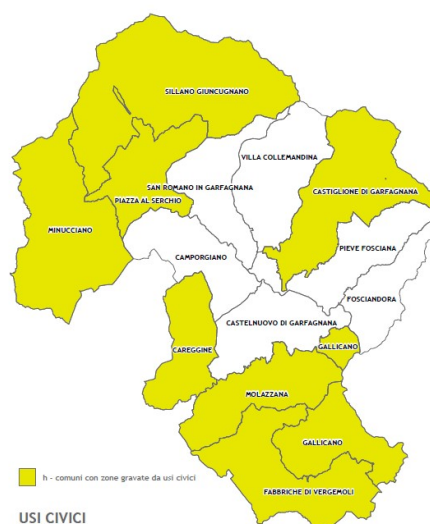 SILLANO GIUNCUGNANO
VILLA COLLEMANDINA
SAN ROMANO IN GARFAGNANA
CASTIGLIONE DI GARFAGNANA
PIAZZA AL SERCHIO
MINUCCIANO
PIEVE FOSCIANA
CAMPORGIANO
FOSCIANDORA
CASTELNUOVO DI GARFAGNANA
GALLICANO
CAREGGINE
MOLAZZANA
GALLICANO
h - comuni con zone gravate da usi civici
FABBRICHE DI VERGEMOLI
USI CIVICI